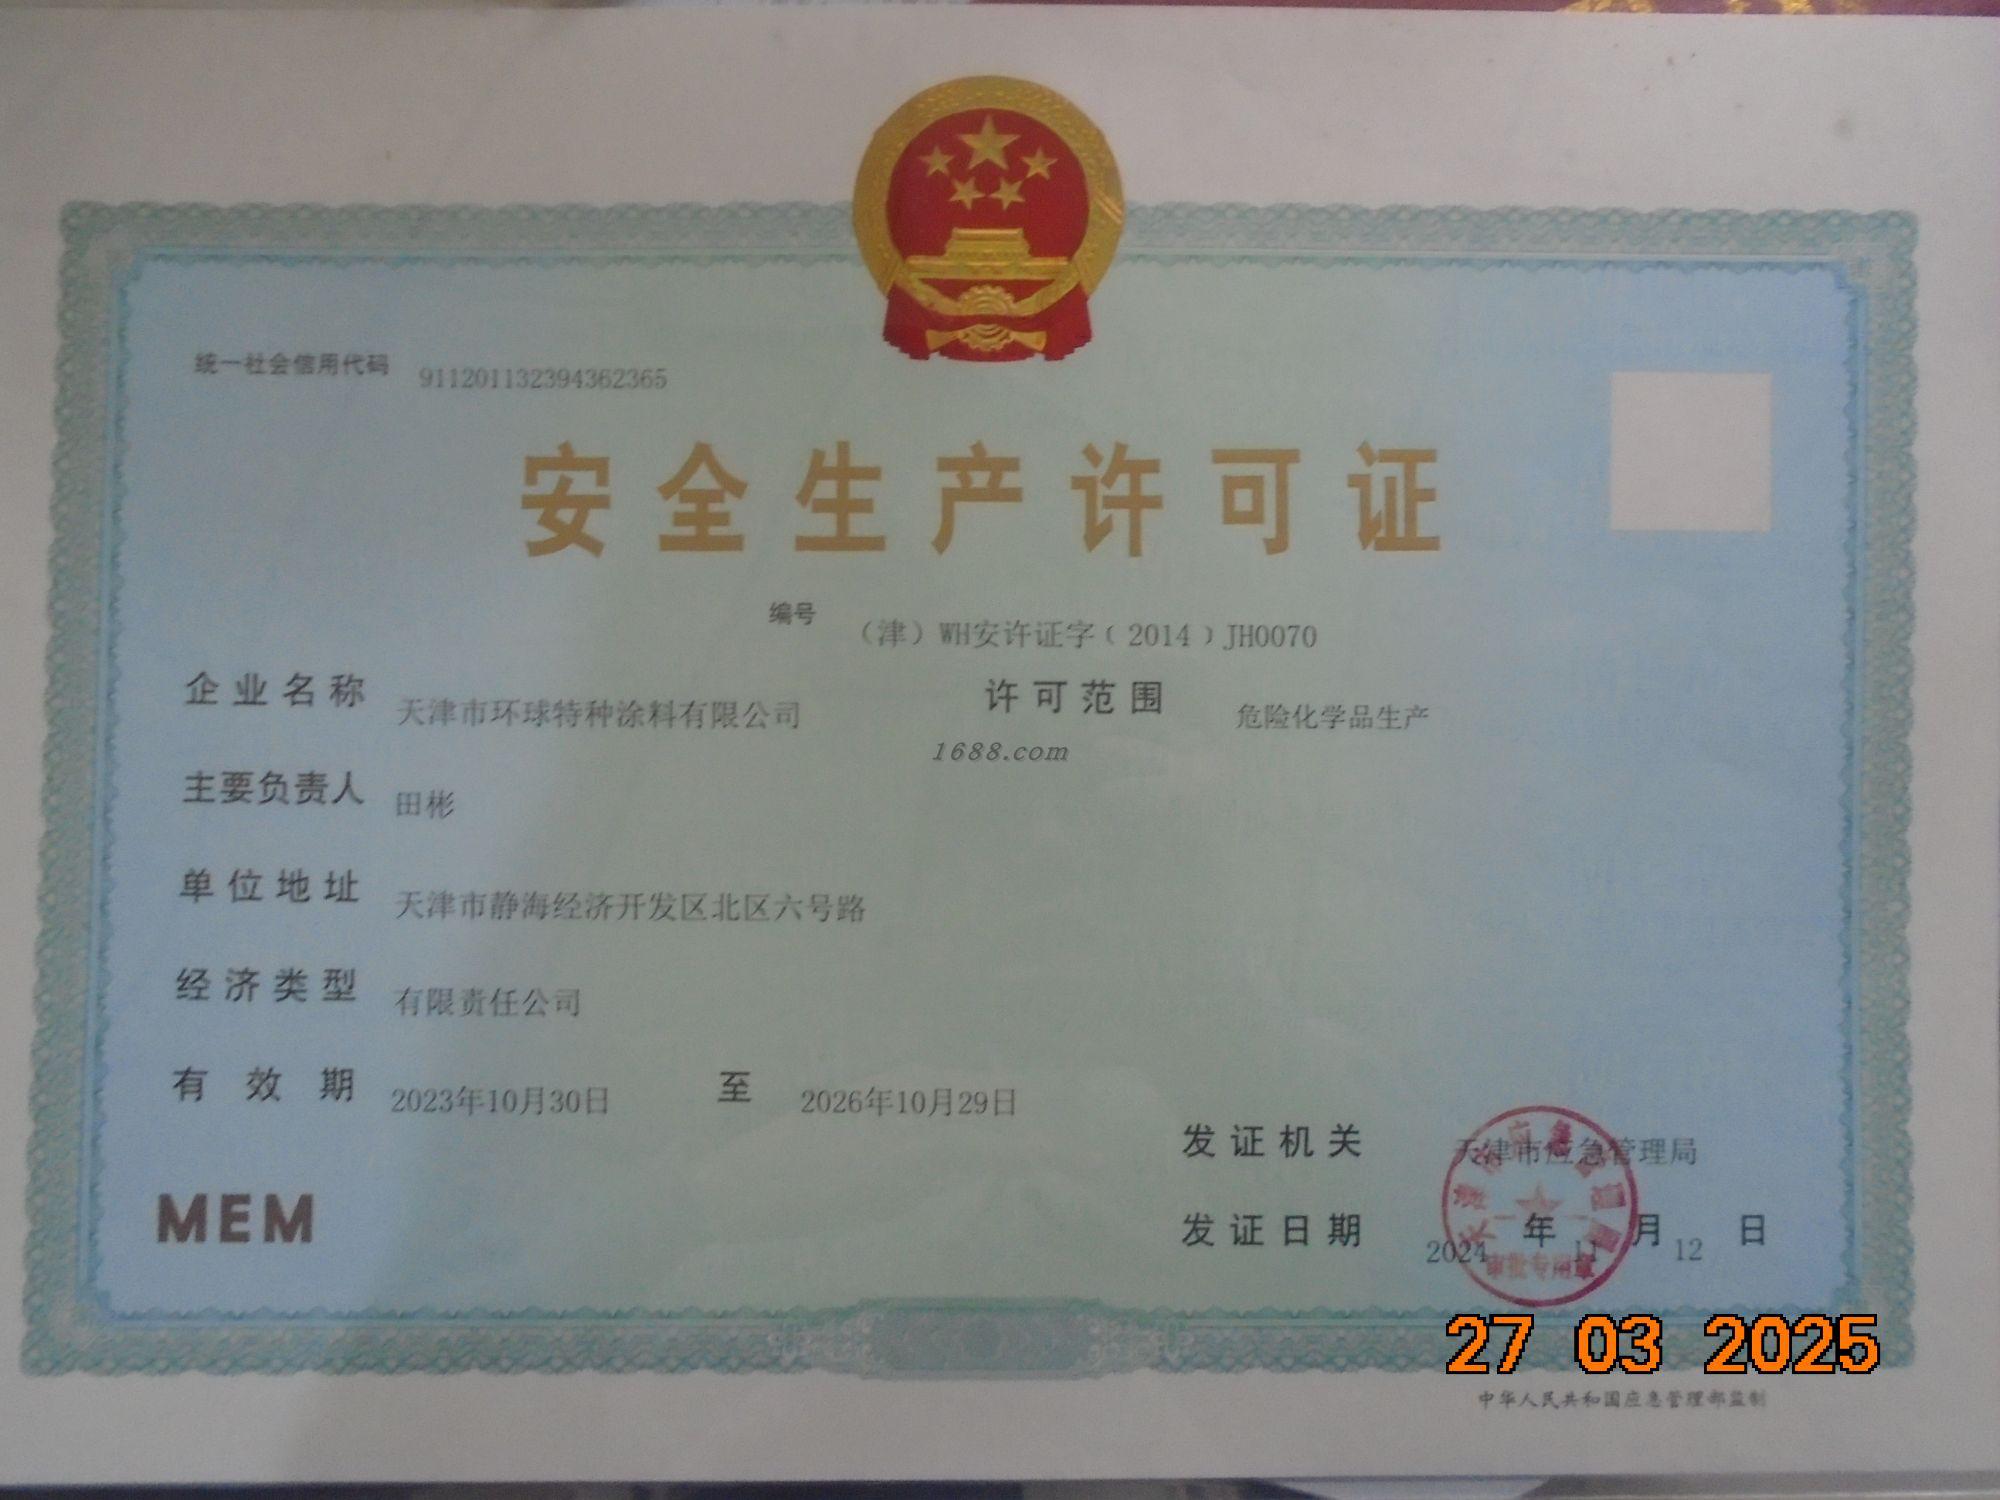 统一社会信用代码 911201132394362365
安全生产许可证
编号 （津）WH安许证字﹝2014﹞JH0070
企业名称 天津市环球特种涂料有限公司
许可范围 危险化学品生产
1688.com
主要负责人 田彬
单位地址 天津市静海经济开发区北区六号路
经济类型 有限责任公司
有效期 2023年10月30日 至 2026年10月29日
发证机关 天津市应急管理局
发证日期 2024 年 11 月 12 日
审批专用章
MEM
27 03 2025
中华人民共和国应急管理部监制